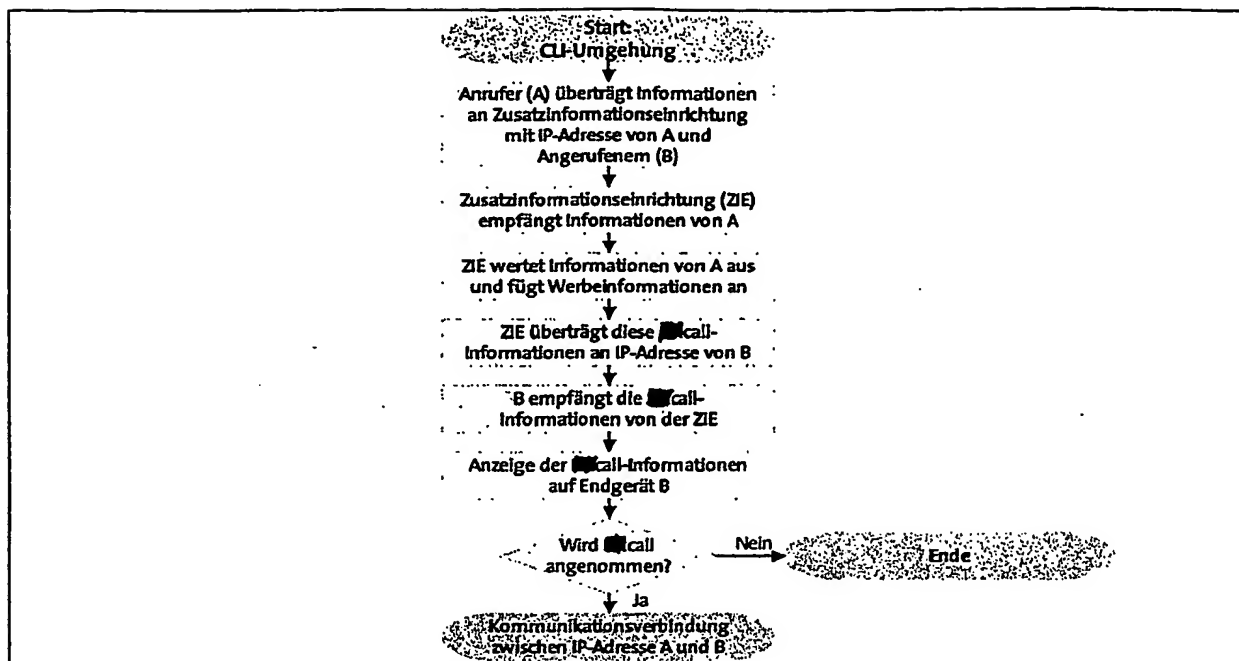 Start:
CLI-Umgehung
Anrufer (A) überträgt Informationen
an Zusatzinformationseinrichtung
mit IP-Adresse von A und
Angerufenem (B)
Zusatzinformationseinrichtung (ZIE)
empfängt Informationen von A
ZIE wertet Informationen von A aus
und fügt Werbeinformationen an
ZIE überträgt diese call-
Informationen an IP-Adresse von B
B empfängt die call-
Informationen von der ZIE
Anzeige der call-Informationen
auf Endgerät B
Wird call
angenommen?
Nein
Ende
Ja
Kommunikationsverbindung
zwischen IP-Adresse A und B